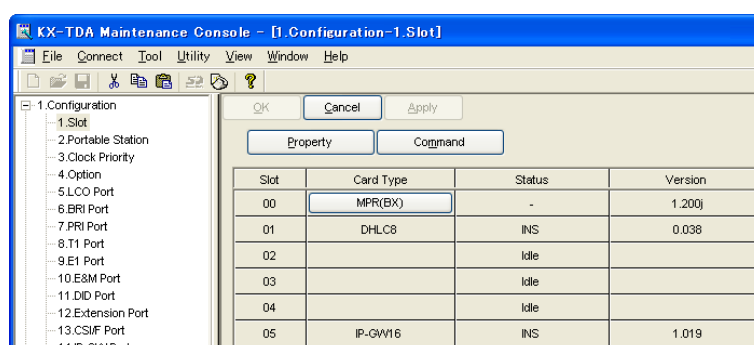 KX-TDA Maintenance Console - [1.Configuration-1.Slot]
File Connect Tool Utility View Window Help
1.Configuration
1.Slot
2.Portable Station
3.Clock Priority
4.Option
5.LCO Port
6.BRI Port
7.PRI Port
8.T1 Port
9.E1 Port
10.E&M Port
11.DID Port
12.Extension Port
13.CS/IF Port
OK Cancel Apply
Property Command
Slot Card Type Status Version
00 MPR(BX) - 1.200j
01 DHLC8 INS 0.038
02 Idle
03 Idle
04 Idle
05 IP-GW16 INS 1.019